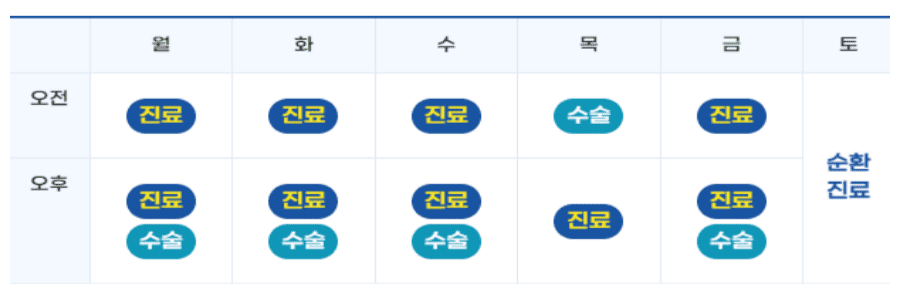 월 화 수 목 금 토
오전 진료 진료 진료 수술 진료
순환
진료
오후 진료 진료 진료 진료 진료
수술 수술 수술 수술